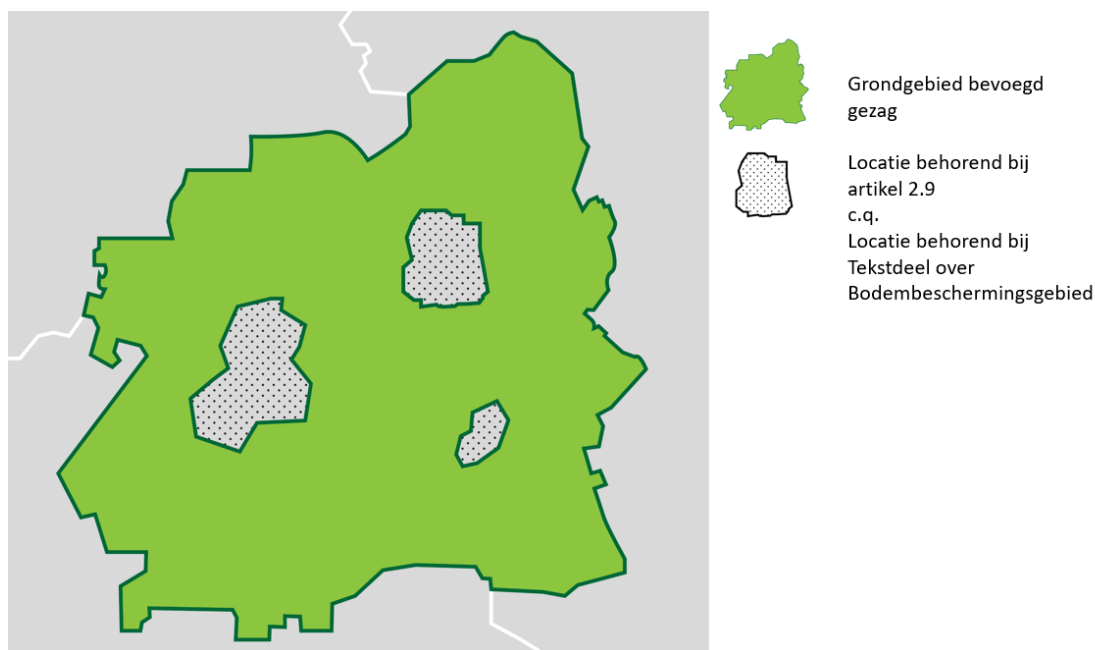 Grondgebied bevoegd
gezag
Locatie behorend bij
artikel 2.9
c.q.
Locatie behorend bij
Tekstdeel over
Bodembeschermingsgebied